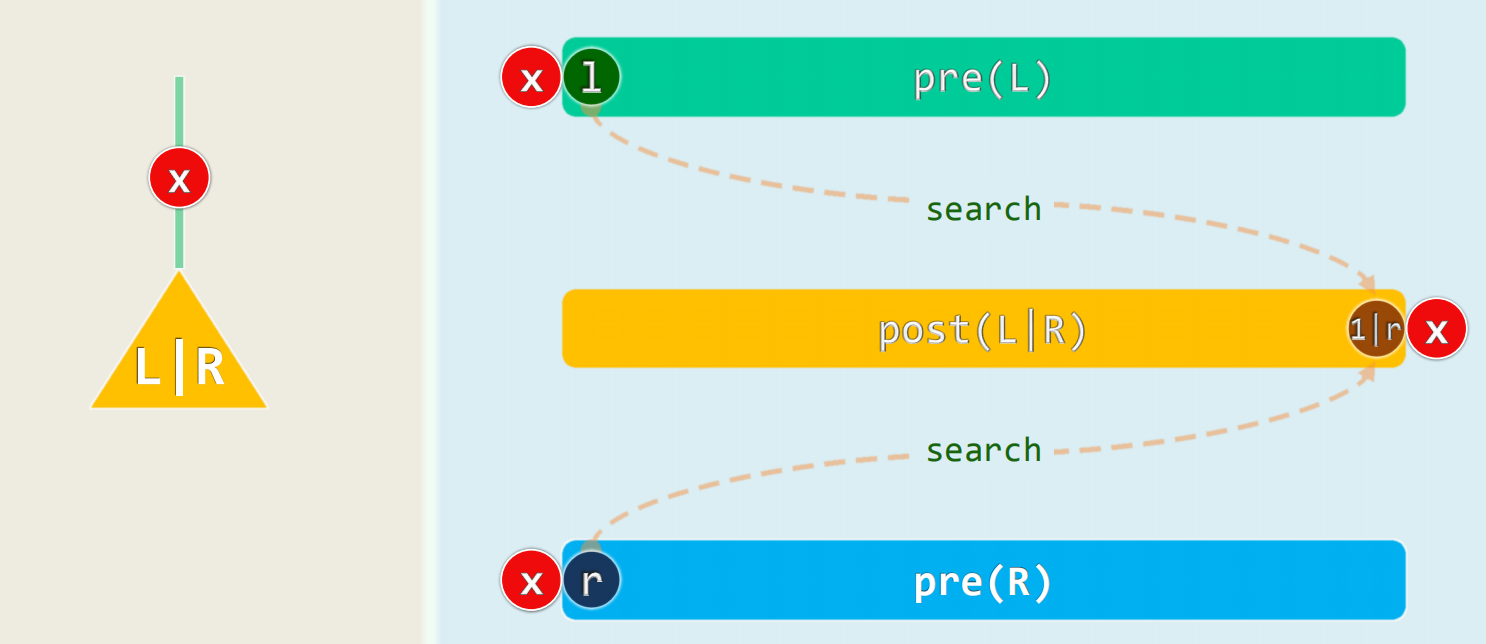 x
L|R
x l pre(L)
search
post(L|R) l|r x
search
x r pre(R)